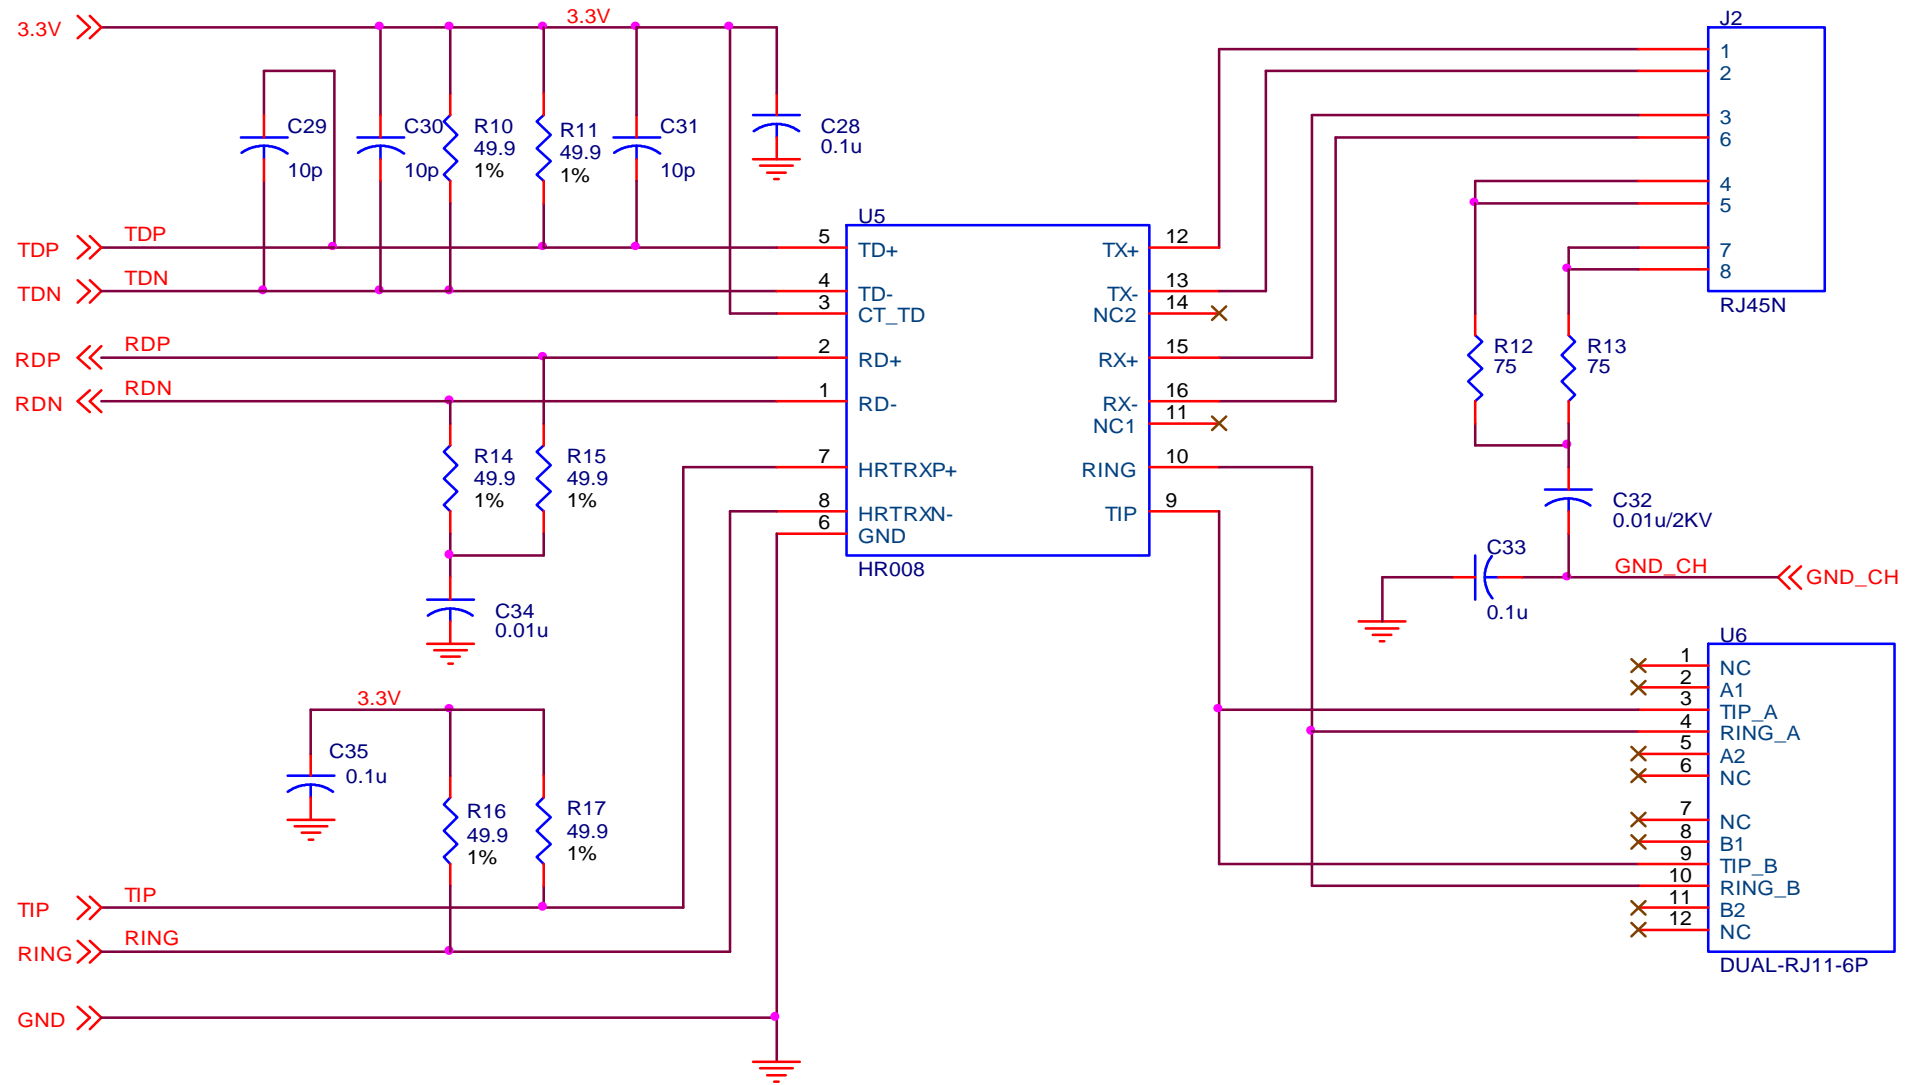 3.3V
3.3V
C29
10p
C30
10p
R10
49.9
1%
R11
49.9
1%
C31
10p
C28
0.1u
TDP
TDP
TDN
TDN
RDP
RDP
RDN
RDN
R14
49.9
1%
R15
49.9
1%
C34
0.01u
3.3V
C35
0.1u
R16
49.9
1%
R17
49.9
1%
TIP
TIP
RING
RING
GND
U5
5 TD+
4 TD-
3 CT_TD
2 RD+
1 RD-
7 HRTRXP+
8 HRTRXN-
6 GND
TX+ 12
TX- 13
NC2 14
RX+ 15
RX- 16
NC1 11
RING 10
TIP 9
HR008
J2
1
2
3
6
4
5
7
8
RJ45N
R12
75
R13
75
C32
0.01u/2KV
C33
0.1u
GND_CH
GND_CH
U6
1 NC
2 A1
3 TIP_A
4 RING_A
5 A2
6 NC
7 NC
8 B1
9 TIP_B
10 RING_B
11 B2
12 NC
DUAL-RJ11-6P